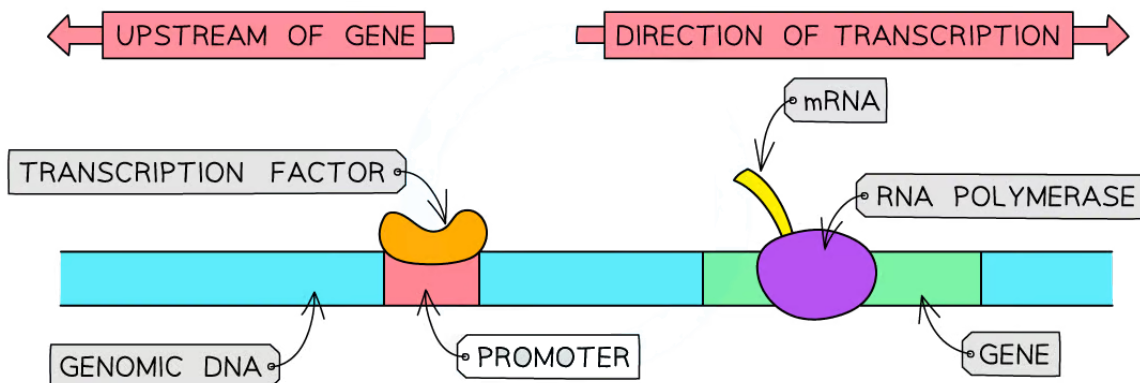 UPSTREAM OF GENE
DIRECTION OF TRANSCRIPTION
mRNA
TRANSCRIPTION FACTOR
RNA POLYMERASE
GENOMIC DNA
PROMOTER
GENE